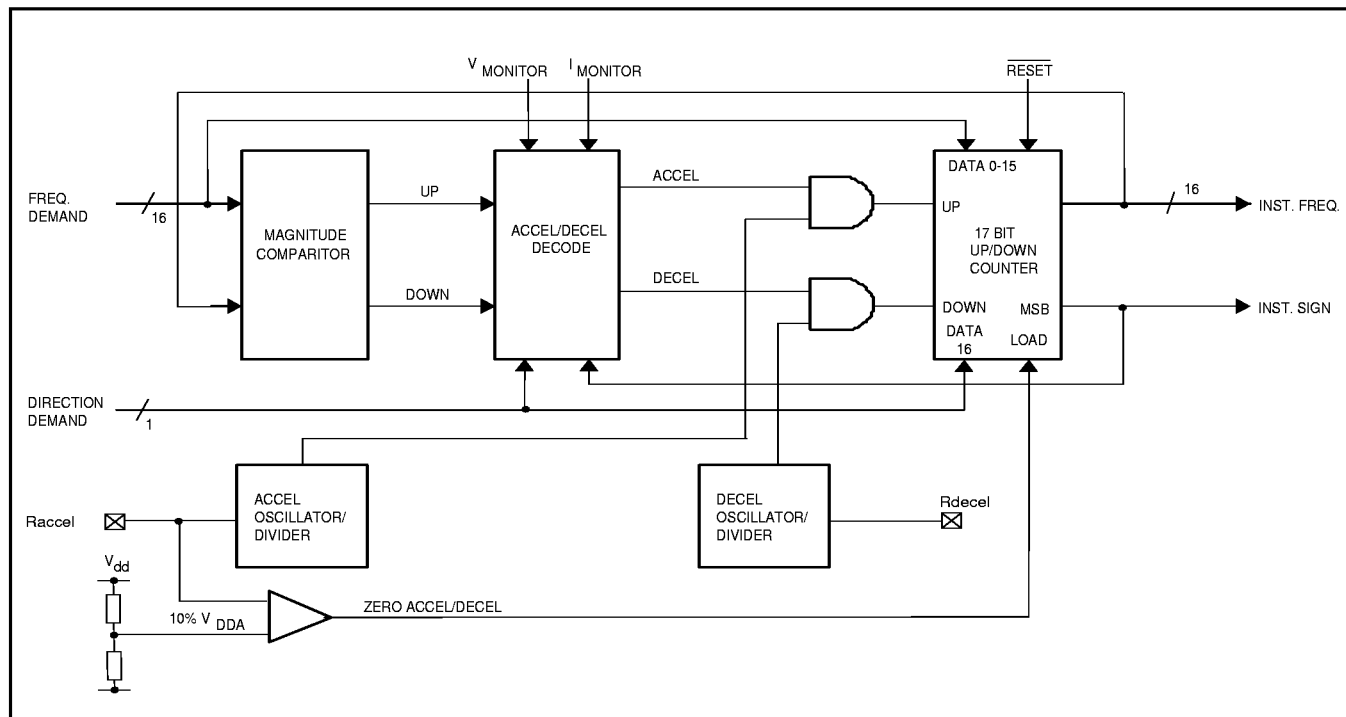 V MONITOR
I MONITOR
RESET
FREQ.
DEMAND
16
MAGNITUDE
COMPARITOR
UP
DOWN
ACCEL/DECEL
DECODE
ACCEL
DECEL
DATA 0-15
UP
17 BIT
UP/DOWN
COUNTER
DOWN
MSB
DATA
16
LOAD
16
INST. FREQ.
INST. SIGN
DIRECTION
DEMAND
1
ACCEL
OSCILLATOR/
DIVIDER
DECEL
OSCILLATOR/
DIVIDER
Raccel
Rdecel
Vdd
10% V DDA
ZERO ACCEL/DECEL